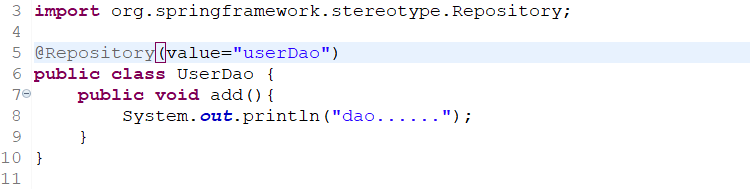 3 import org.springframework.stereotype.Repository;
4
5 @Repository(value="userDao")
6 public class UserDao {
7     public void add(){
8         System.out.println("dao......");
9     }
10 }
11